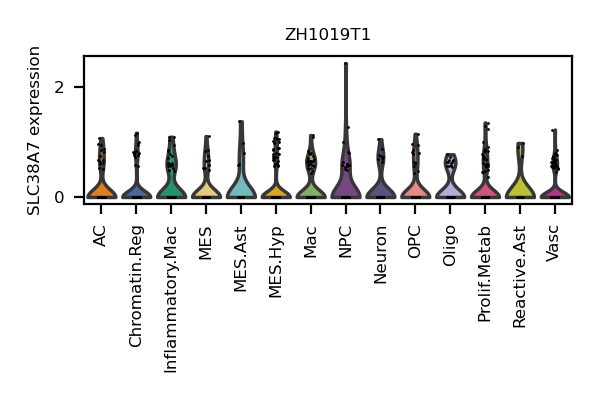 ZH1019T1
SLC38A7 expression
2
0
AC
Chromatin.Reg
Inflammatory.Mac
MES
MES.Ast
MES.Hyp
Mac
NPC
Neuron
OPC
Oligo
Prolif.Metab
Reactive.Ast
Vasc